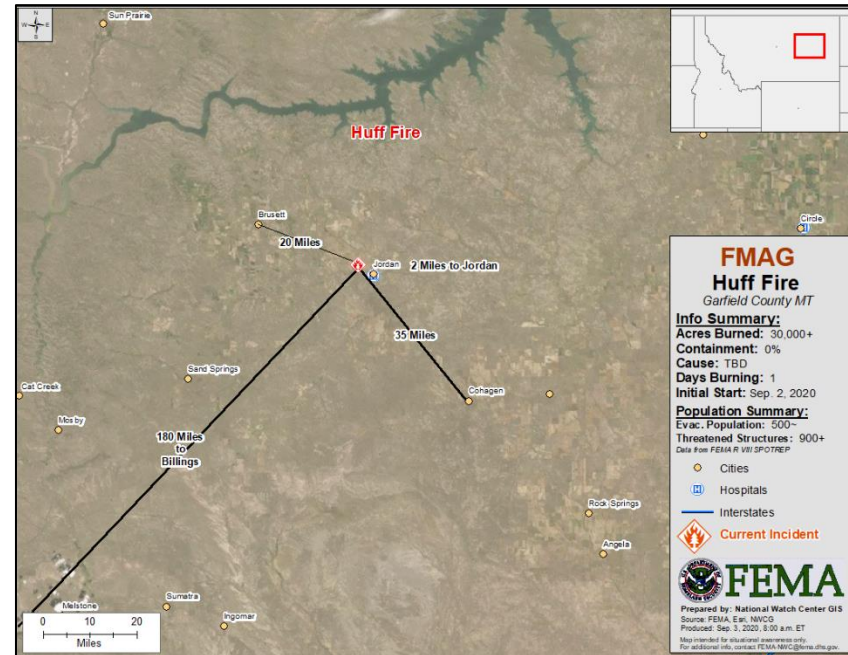 N
W E
S
Sun Prairie
Huff Fire
Circle
Brusett
20 Miles
Jordan
2 Miles to Jordan
35 Miles
Sand Springs
Cat Creek
Cohagen
Mosby
180 Miles
to
Billings
Rock Springs
Angela
Sumatra
Melstone
Ingomar
0 10 20
Miles
FMAG
Huff Fire
Garfield County MT
Info Summary:
Acres Burned: 30,000+
Containment: 0%
Cause: TBD
Days Burning: 1
Initial Start: Sep. 2, 2020
Population Summary:
Evac. Population: 500~
Threatened Structures: 900+
Data from FEMA R VIII SPOTREP
Cities
H Hospitals
Interstates
Current Incident
FEMA
Prepared by: National Watch Center GIS
Source: FEMA, Esri, NWCG
Produced: Sep. 3, 2020, 8:00 a.m. ET
Map intended for situational awareness only.
For additional info, contact FEMA-NWC@fema.dhs.gov.